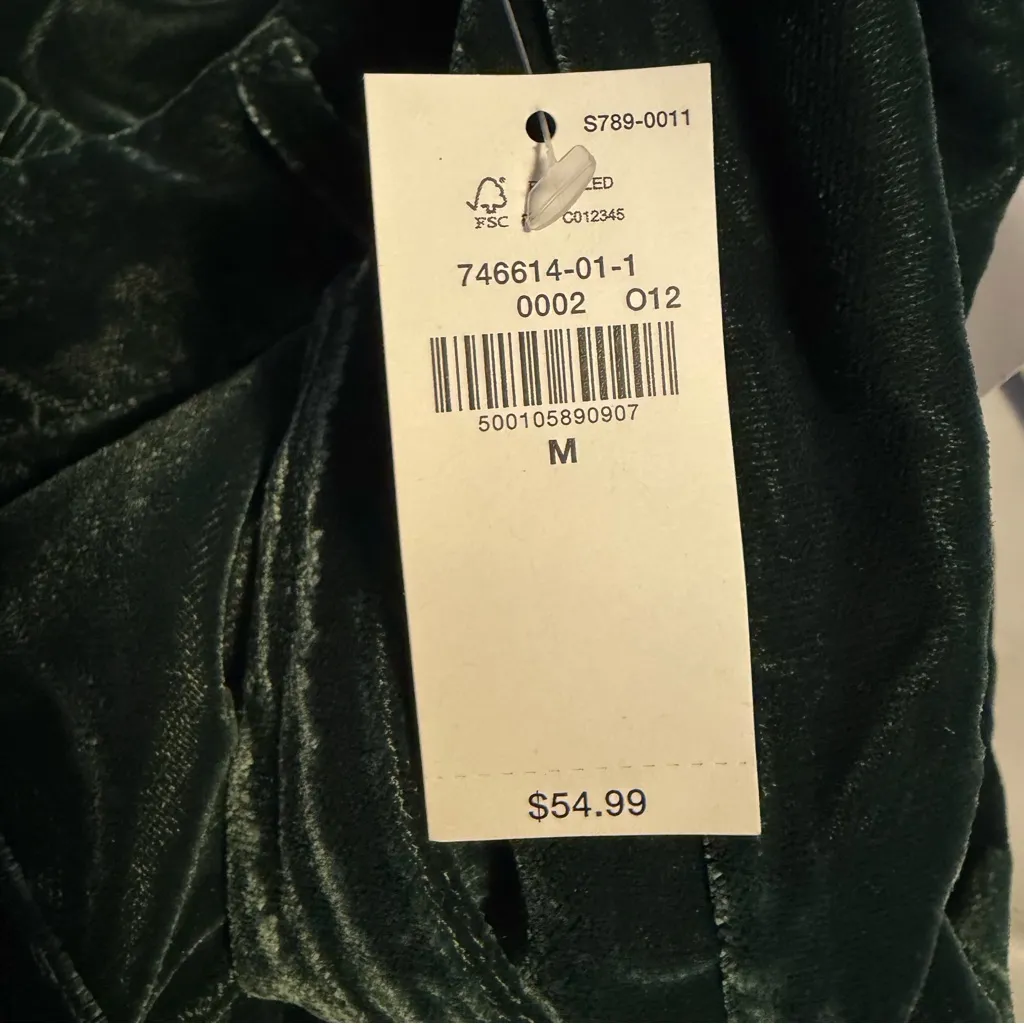 S789-0011
FSC
C012345
746614-01-1
0002 O12
500105890907
M
$54.99